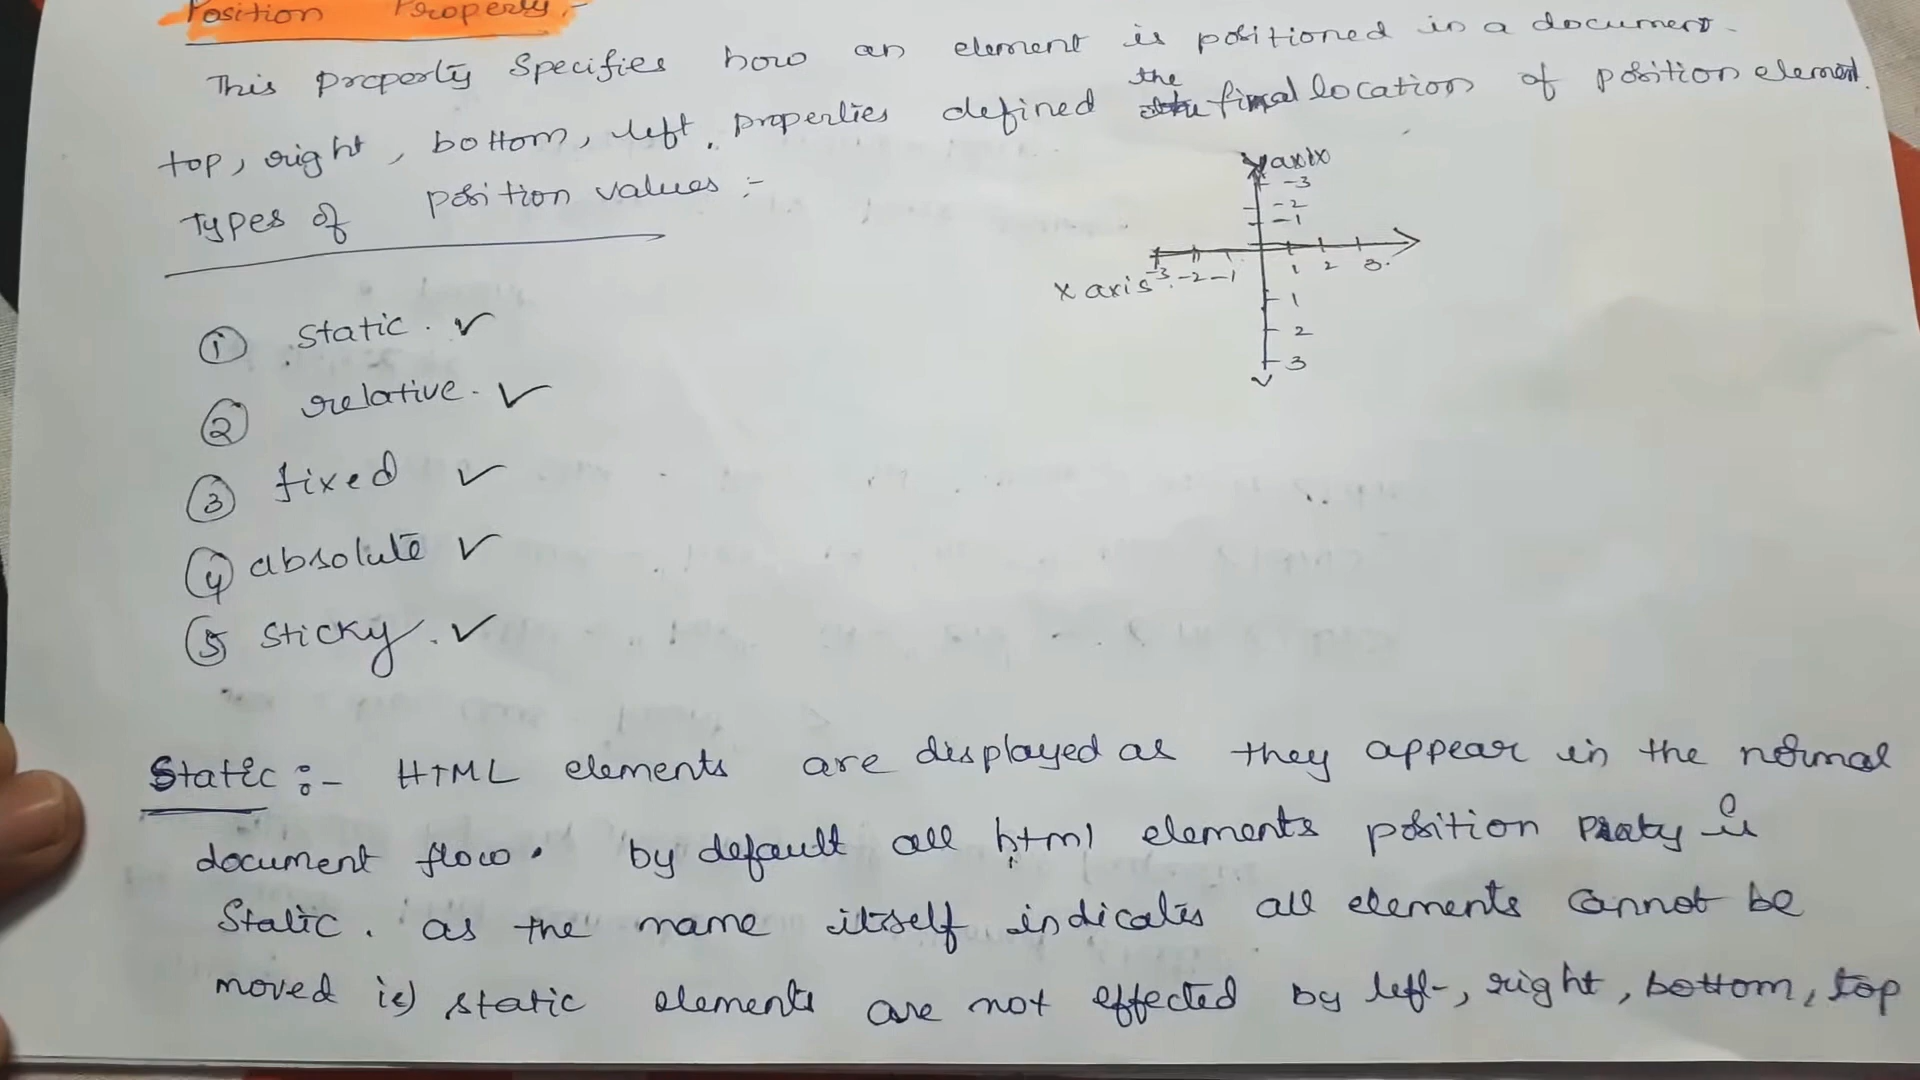 Position Property :-
This property specifies how an element is positioned in a document.
top, right, bottom, left, properties defined the final location of position element.
Types of position values :-
① static.
② relative.
③ fixed
④ absolute
⑤ sticky.
y axix
-3
-2
-1
x axis -3 -2 -1 1 2 3
1
2
3
Static :- HTML elements are displayed as they appear in the normal
document flow. by default all html elements position is
Static. as the name itself indicates all elements cannot be
moved ie) static elements are not effected by left, right, bottom, top